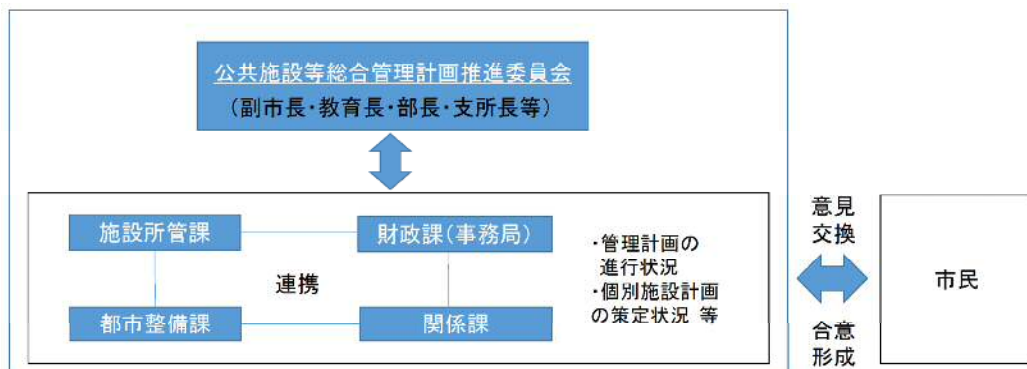 公共施設等総合管理計画推進委員会
（副市長・教育長・部長・支所長等）
施設所管課
財政課（事務局）
連携
都市整備課
関係課
・管理計画の
進行状況
・個別施設計画
の策定状況 等
意見
交換
合意
形成
市民